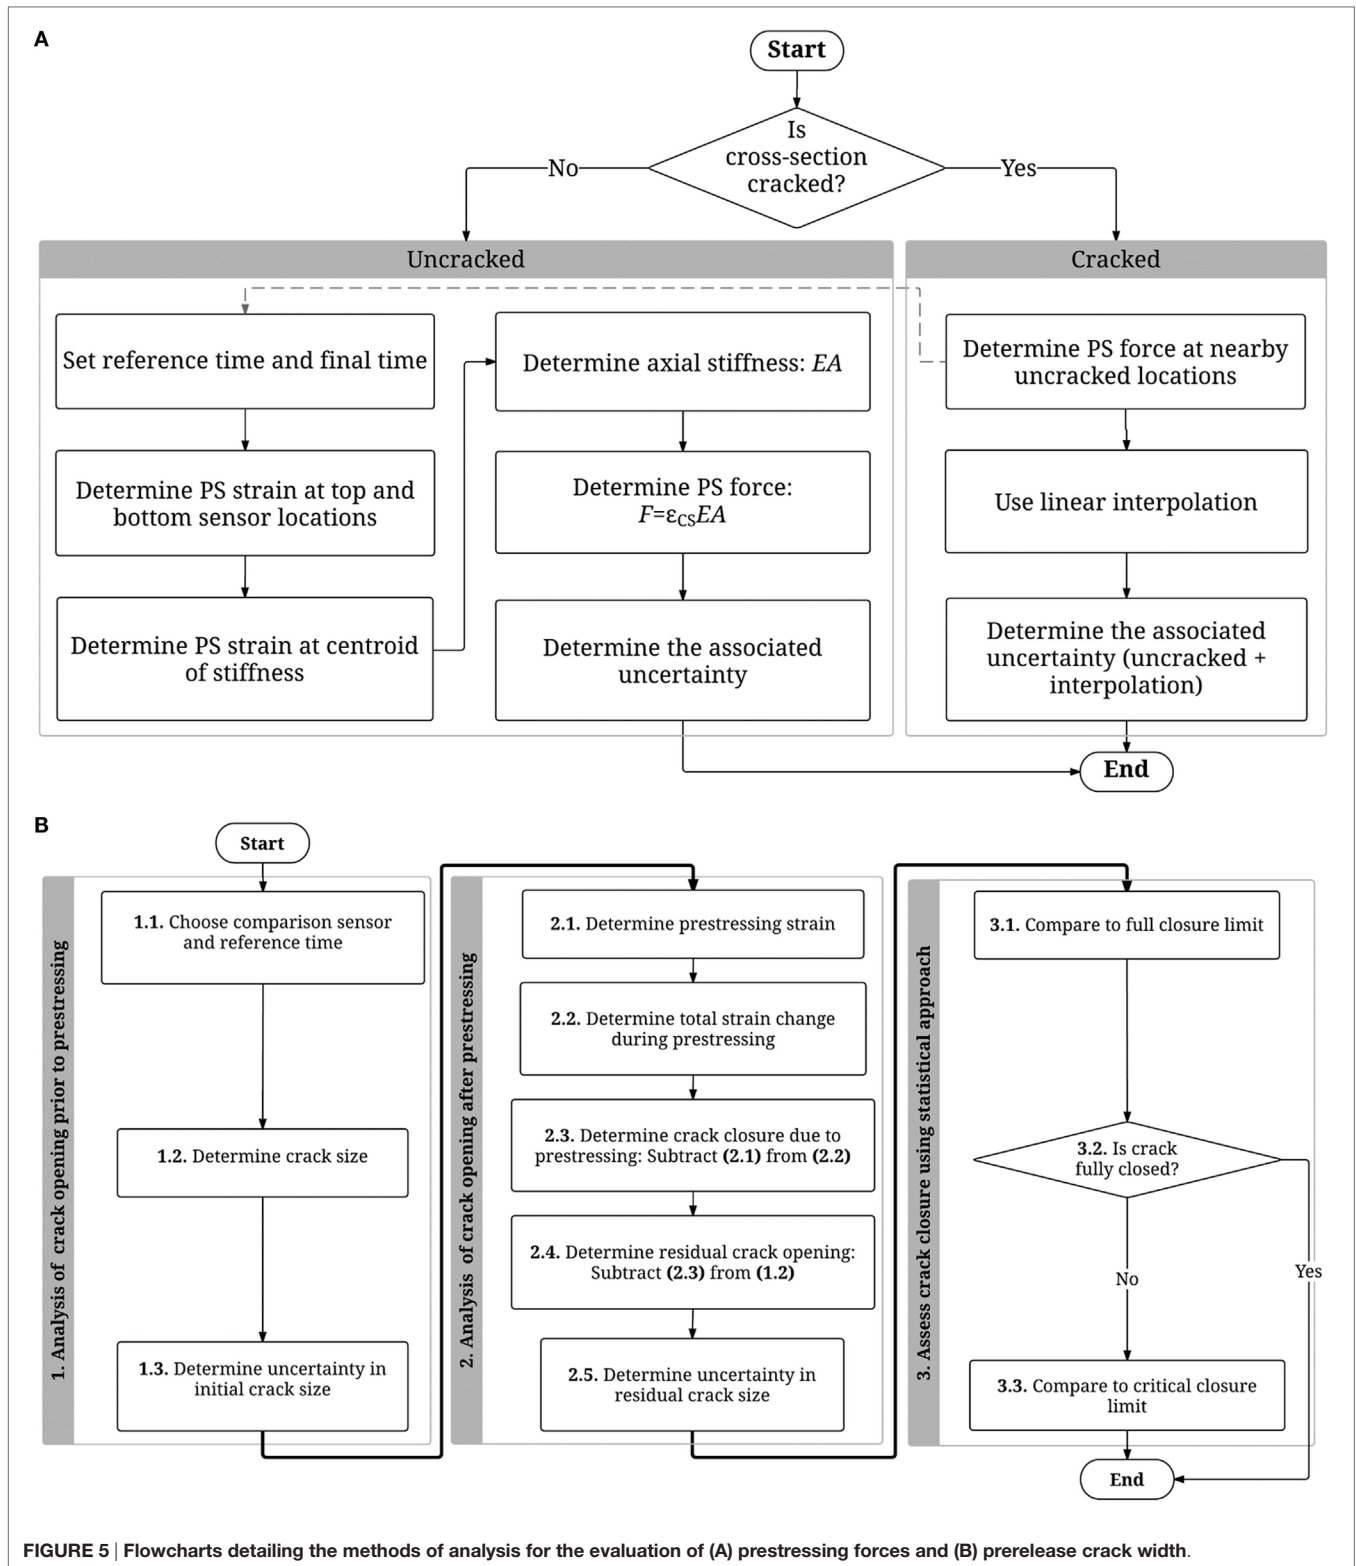 A
Start
Is
cross-section
cracked?
No
Yes
Uncracked
Set reference time and final time
Determine PS strain at top and
bottom sensor locations
Determine PS strain at centroid
of stiffness
Determine axial stiffness: EA
Determine PS force:
F=εCSEA
Determine the associated
uncertainty
Cracked
Determine PS force at nearby
uncracked locations
Use linear interpolation
Determine the associated
uncertainty (uncracked +
interpolation)
End
B
Start
1. Analysis of crack opening prior to prestressing
1.1. Choose comparison sensor
and reference time
1.2. Determine crack size
1.3. Determine uncertainty in
initial crack size
2. Analysis of crack opening after prestressing
2.1. Determine prestressing strain
2.2. Determine total strain change
during prestressing
2.3. Determine crack closure due to
prestressing: Subtract (2.1) from (2.2)
2.4. Determine residual crack opening:
Subtract (2.3) from (1.2)
2.5. Determine uncertainty in
residual crack size
3. Assess crack closure using statistical approach
3.1. Compare to full closure limit
3.2. Is crack
fully closed?
No
Yes
3.3. Compare to critical closure
limit
End
FIGURE 5 | Flowcharts detailing the methods of analysis for the evaluation of (A) prestressing forces and (B) prerelease crack width.